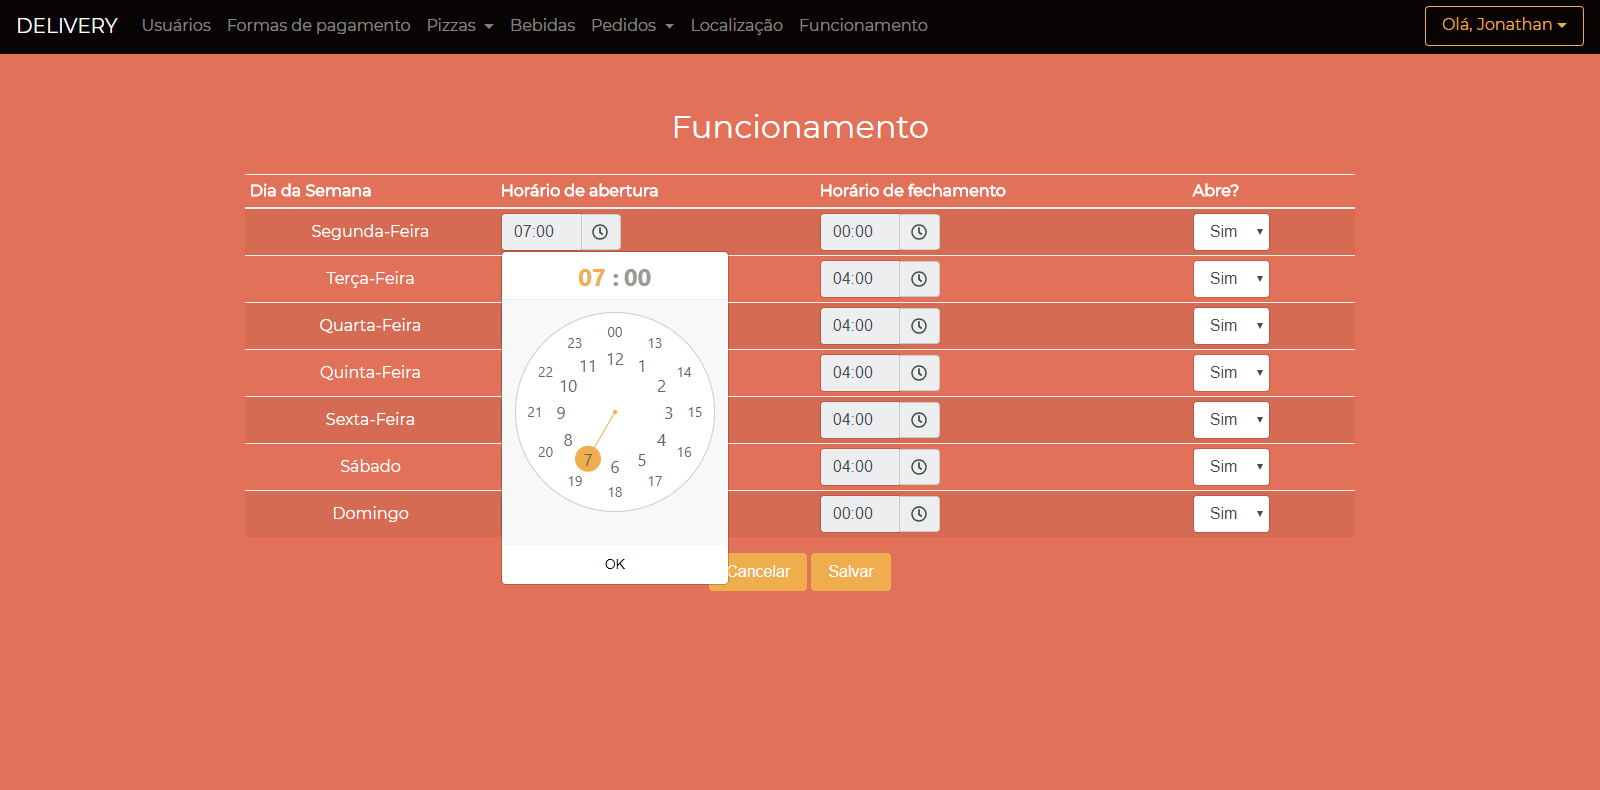 DELIVERY Usuários Formas de pagamento Pizzas Bebidas Pedidos Localização Funcionamento Olá, Jonathan
Funcionamento
Dia da Semana Horário de abertura Horário de fechamento Abre?
Segunda-Feira 07:00 00:00 Sim
07 : 00
Terça-Feira 04:00 Sim
Quarta-Feira 04:00 Sim
Quinta-Feira 04:00 Sim
Sexta-Feira 04:00 Sim
Sábado 04:00 Sim
Domingo 00:00 Sim
00
23 13
12
11 1
22 14
10 2
21 9 3 15
8 4
20 16
7 5
6
19 17
18
OK
Cancelar Salvar